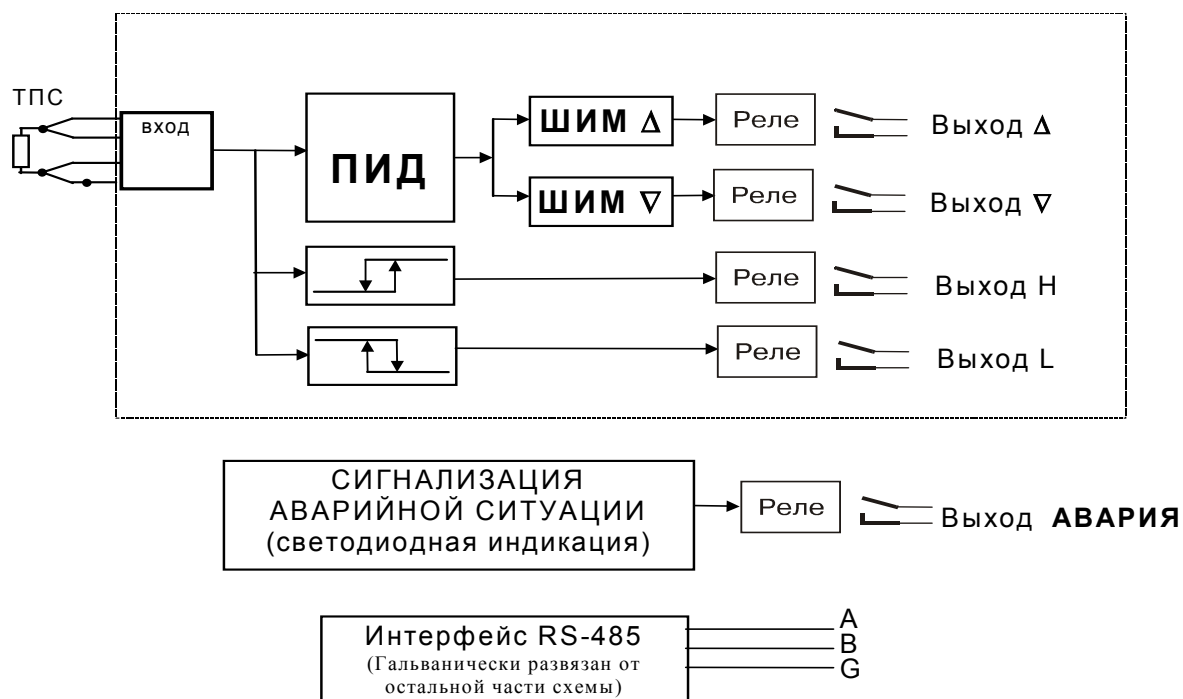 ТПС
вход
ПИД
ШИМ Δ
Реле
Выход Δ
ШИМ ∇
Реле
Выход ∇
Реле
Выход H
Реле
Выход L
СИГНАЛИЗАЦИЯ
АВАРИЙНОЙ СИТУАЦИИ
(светодиодная индикация)
Реле
Выход АВАРИЯ
Интерфейс RS-485
(Гальванически развязан от
остальной части схемы)
A
B
G